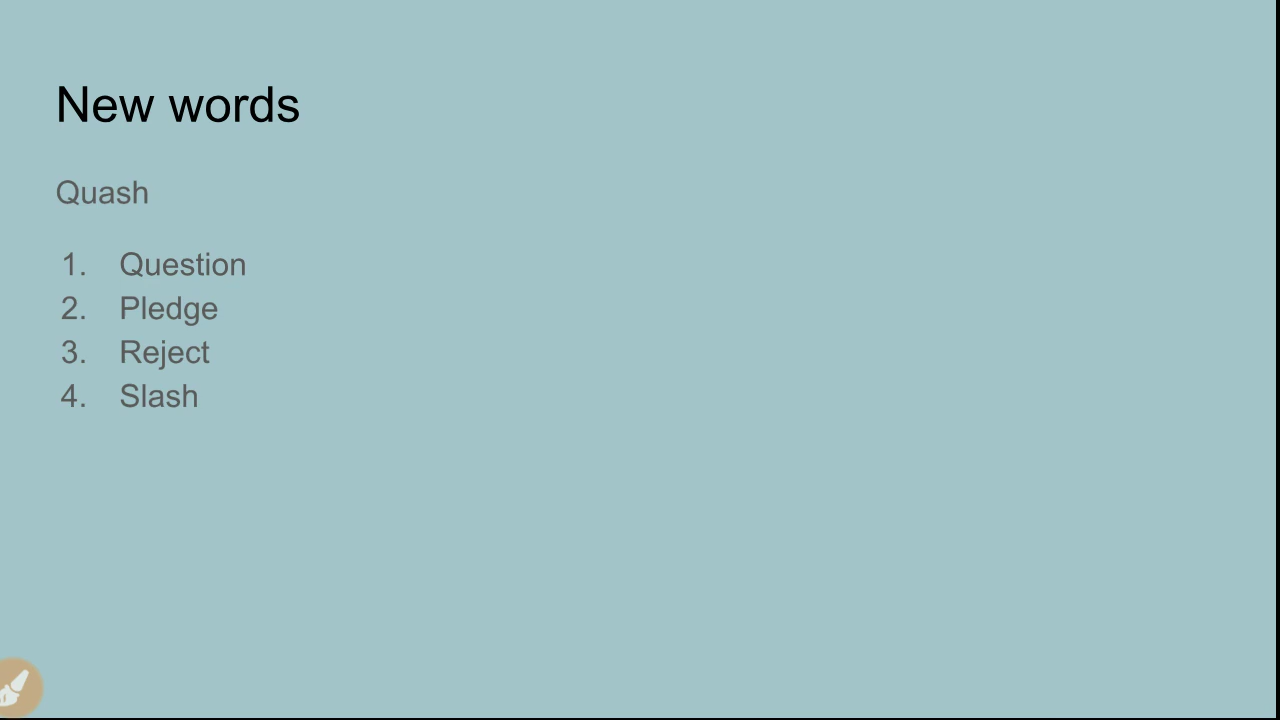 New words
Quash
1. Question
2. Pledge
3. Reject
4. Slash